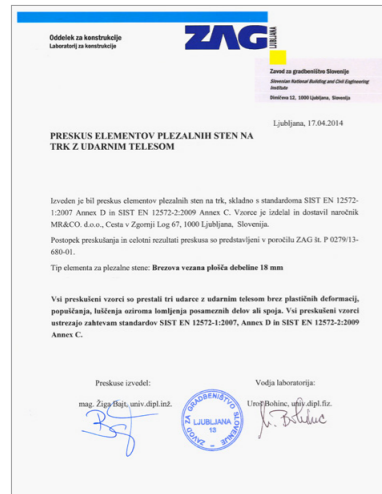 Oddelek za konstrukcije
Laboratorij za konstrukcije
ZAG
LJUBLJANA
Zavod za gradbeništvo Slovenije
Slovenian National Building and Civil Engineering
Institute
Dimičeva 12, 1000 Ljubljana, Slovenija
Ljubljana, 17.04.2014
PRESKUS ELEMENTOV PLEZALNIH STEN NA
TRK Z UDARNIM TELESOM
Izveden je bil preskus elementov plezalnih sten na trk, skladno s standardoma SIST EN 12572-
1:2007 Annex D in SIST EN 12572-2:2009 Annex C. Vzorce je izdelal in dostavil naročnik
MR&CO. d.o.o., Cesta v Zgornji Log 67, 1000 Ljubljana, Slovenija.
Postopek preskušanja in celotni rezultati preskusa so predstavljeni v poročilu ZAG št. P 0279/13-
680-01.
Tip elementa za plezalne stene: Brezova vezana plošča debeline 18 mm
Vsi preskušeni vzorci so prestali tri udarce z udarnim telesom brez plastičnih deformacij,
popuščanja, luščenja oziroma lomljenja posameznih delov ali spoja. Vsi preskušeni vzorci
ustrezajo zahtevam standardov SIST EN 12572-1:2007, Annex D in SIST EN 12572-2:2009
Annex C.
Preskuse izvedel:
Vodja laboratorija:
mag. Žiga Bajt, univ.dipl.inž.
Uroš Bohinc, univ.dipl.fiz.
ZAVOD ZA GRADBENIŠTVO SLOVENIJE
LJUBLJANA
13